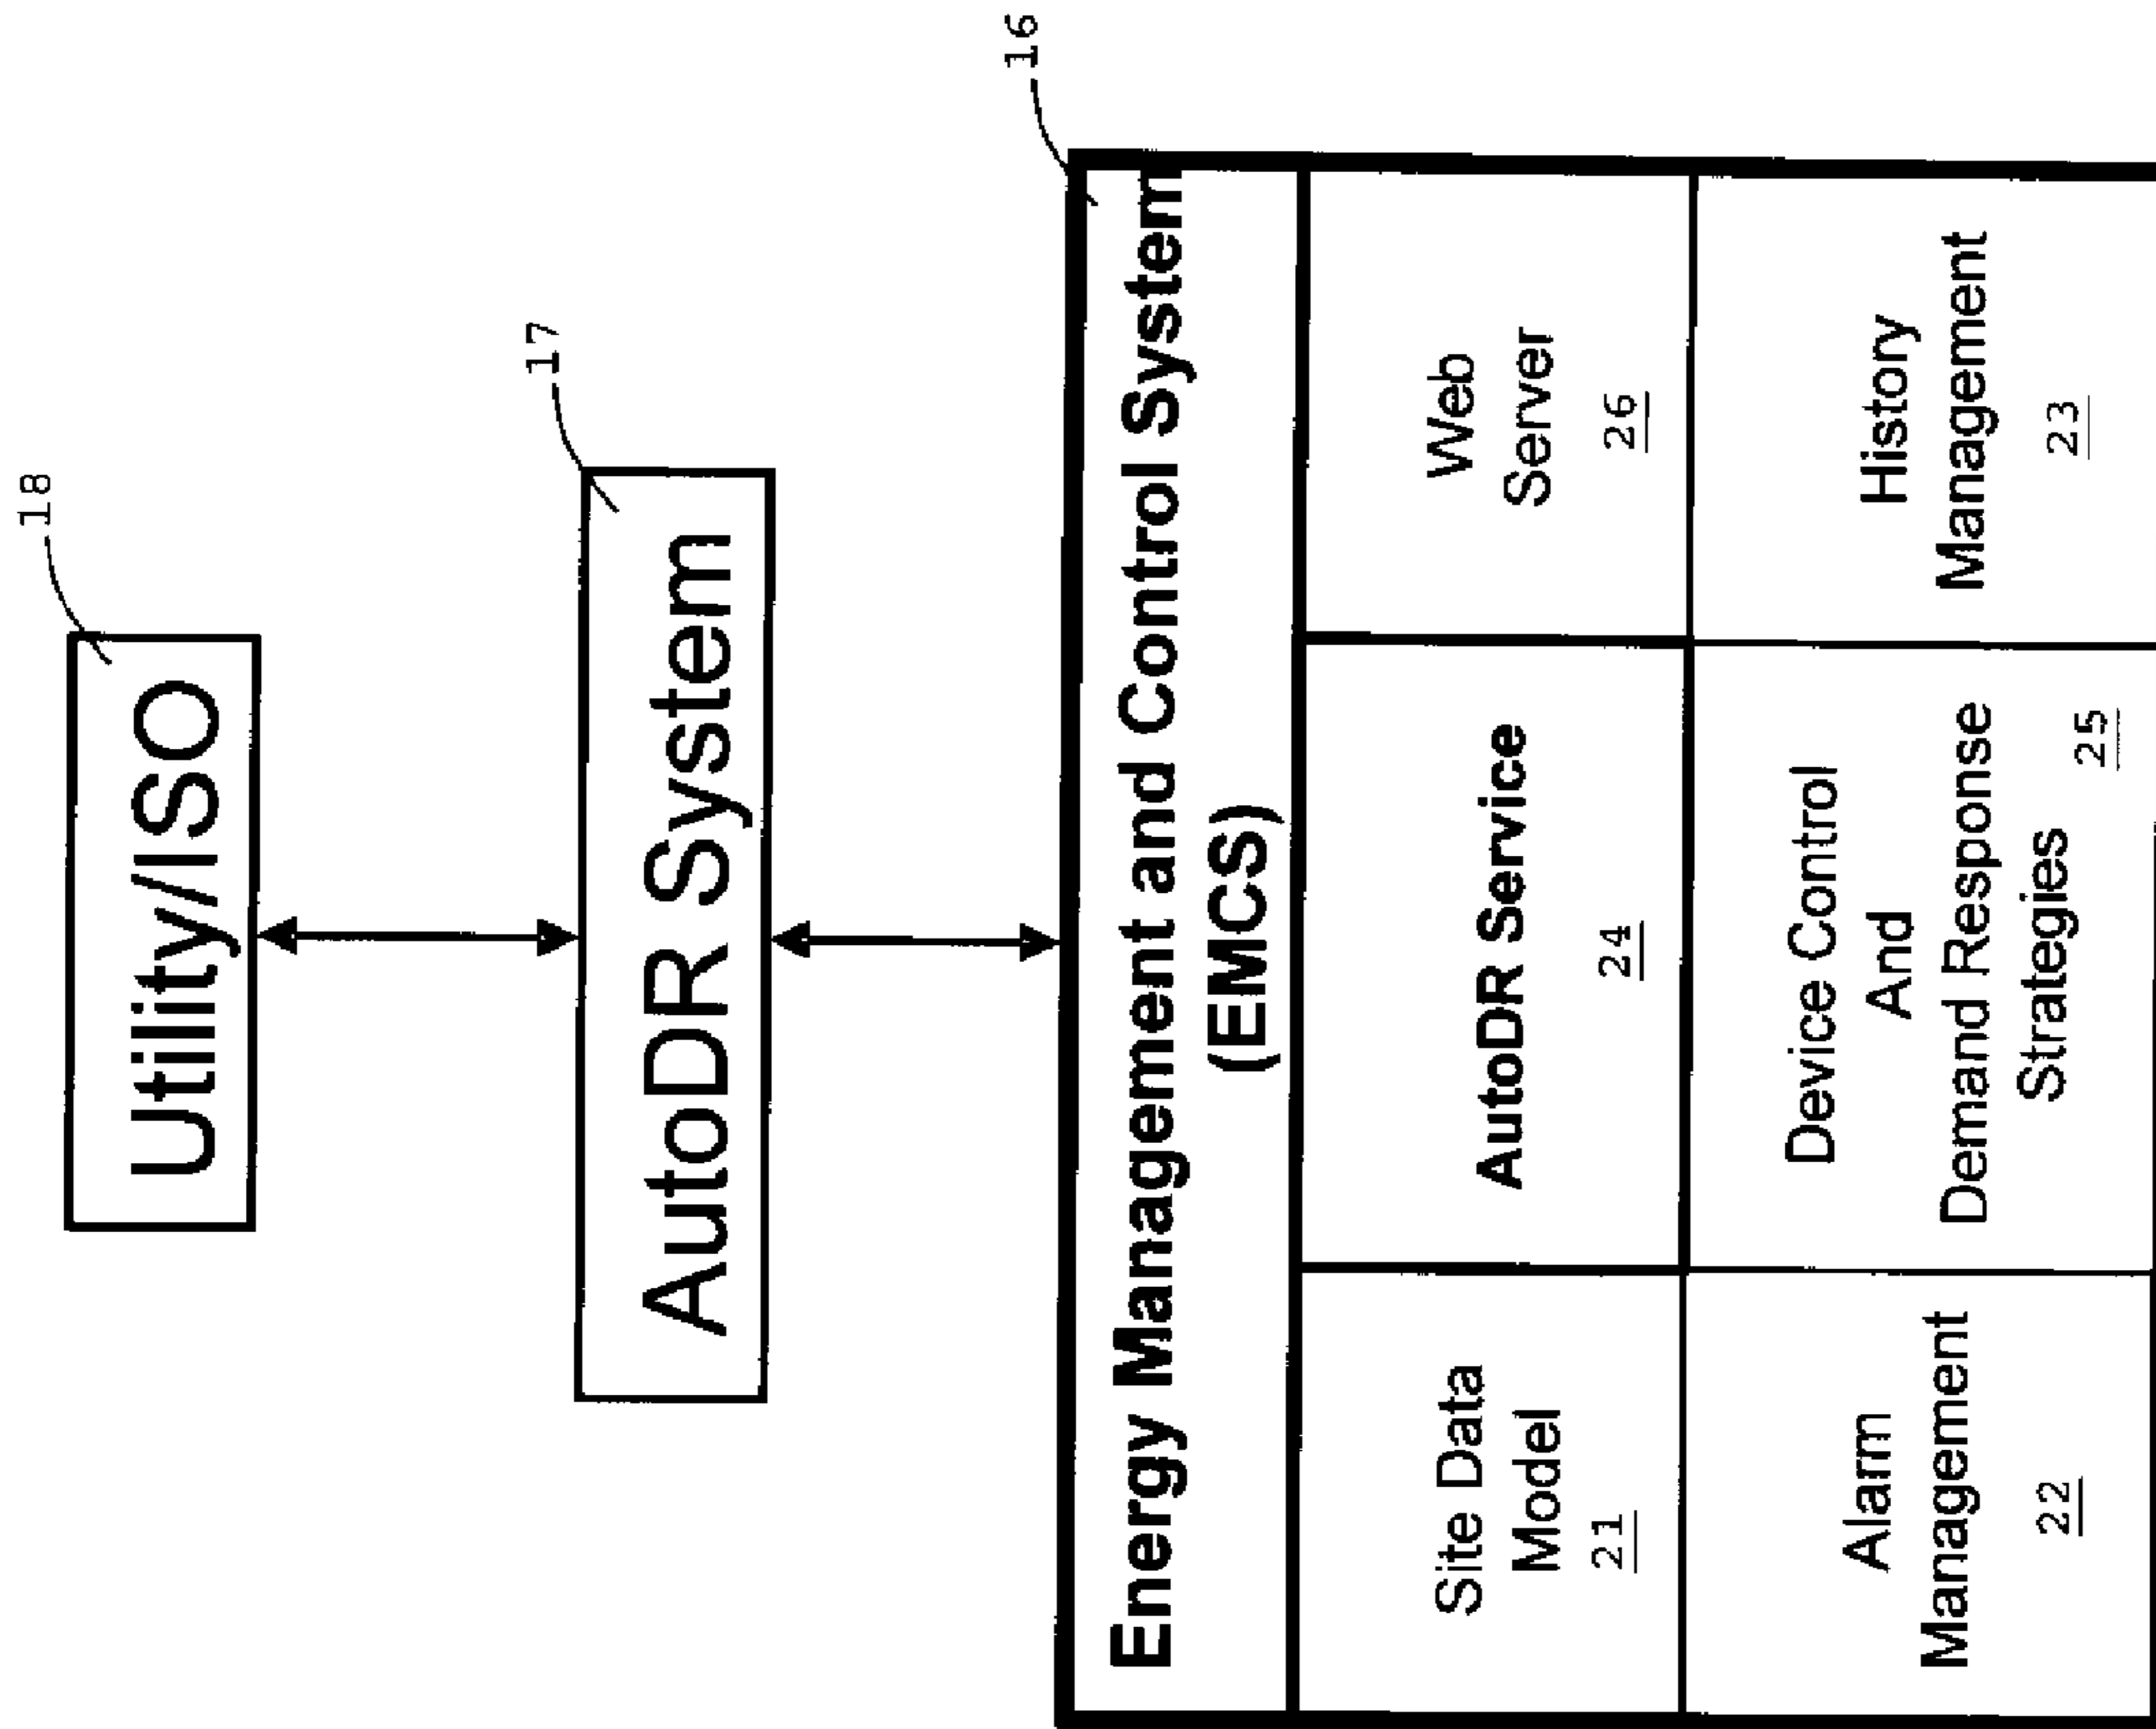 18
Utility/ISO
17
AutoDR System
16
Energy Management and Control System
(EMCS)
Site Data
Model
21
AutoDR Service
24
Web
Server
26
Alarm
Management
22
Device Control
And
Demand Response
Strategies
25
History
Management
23